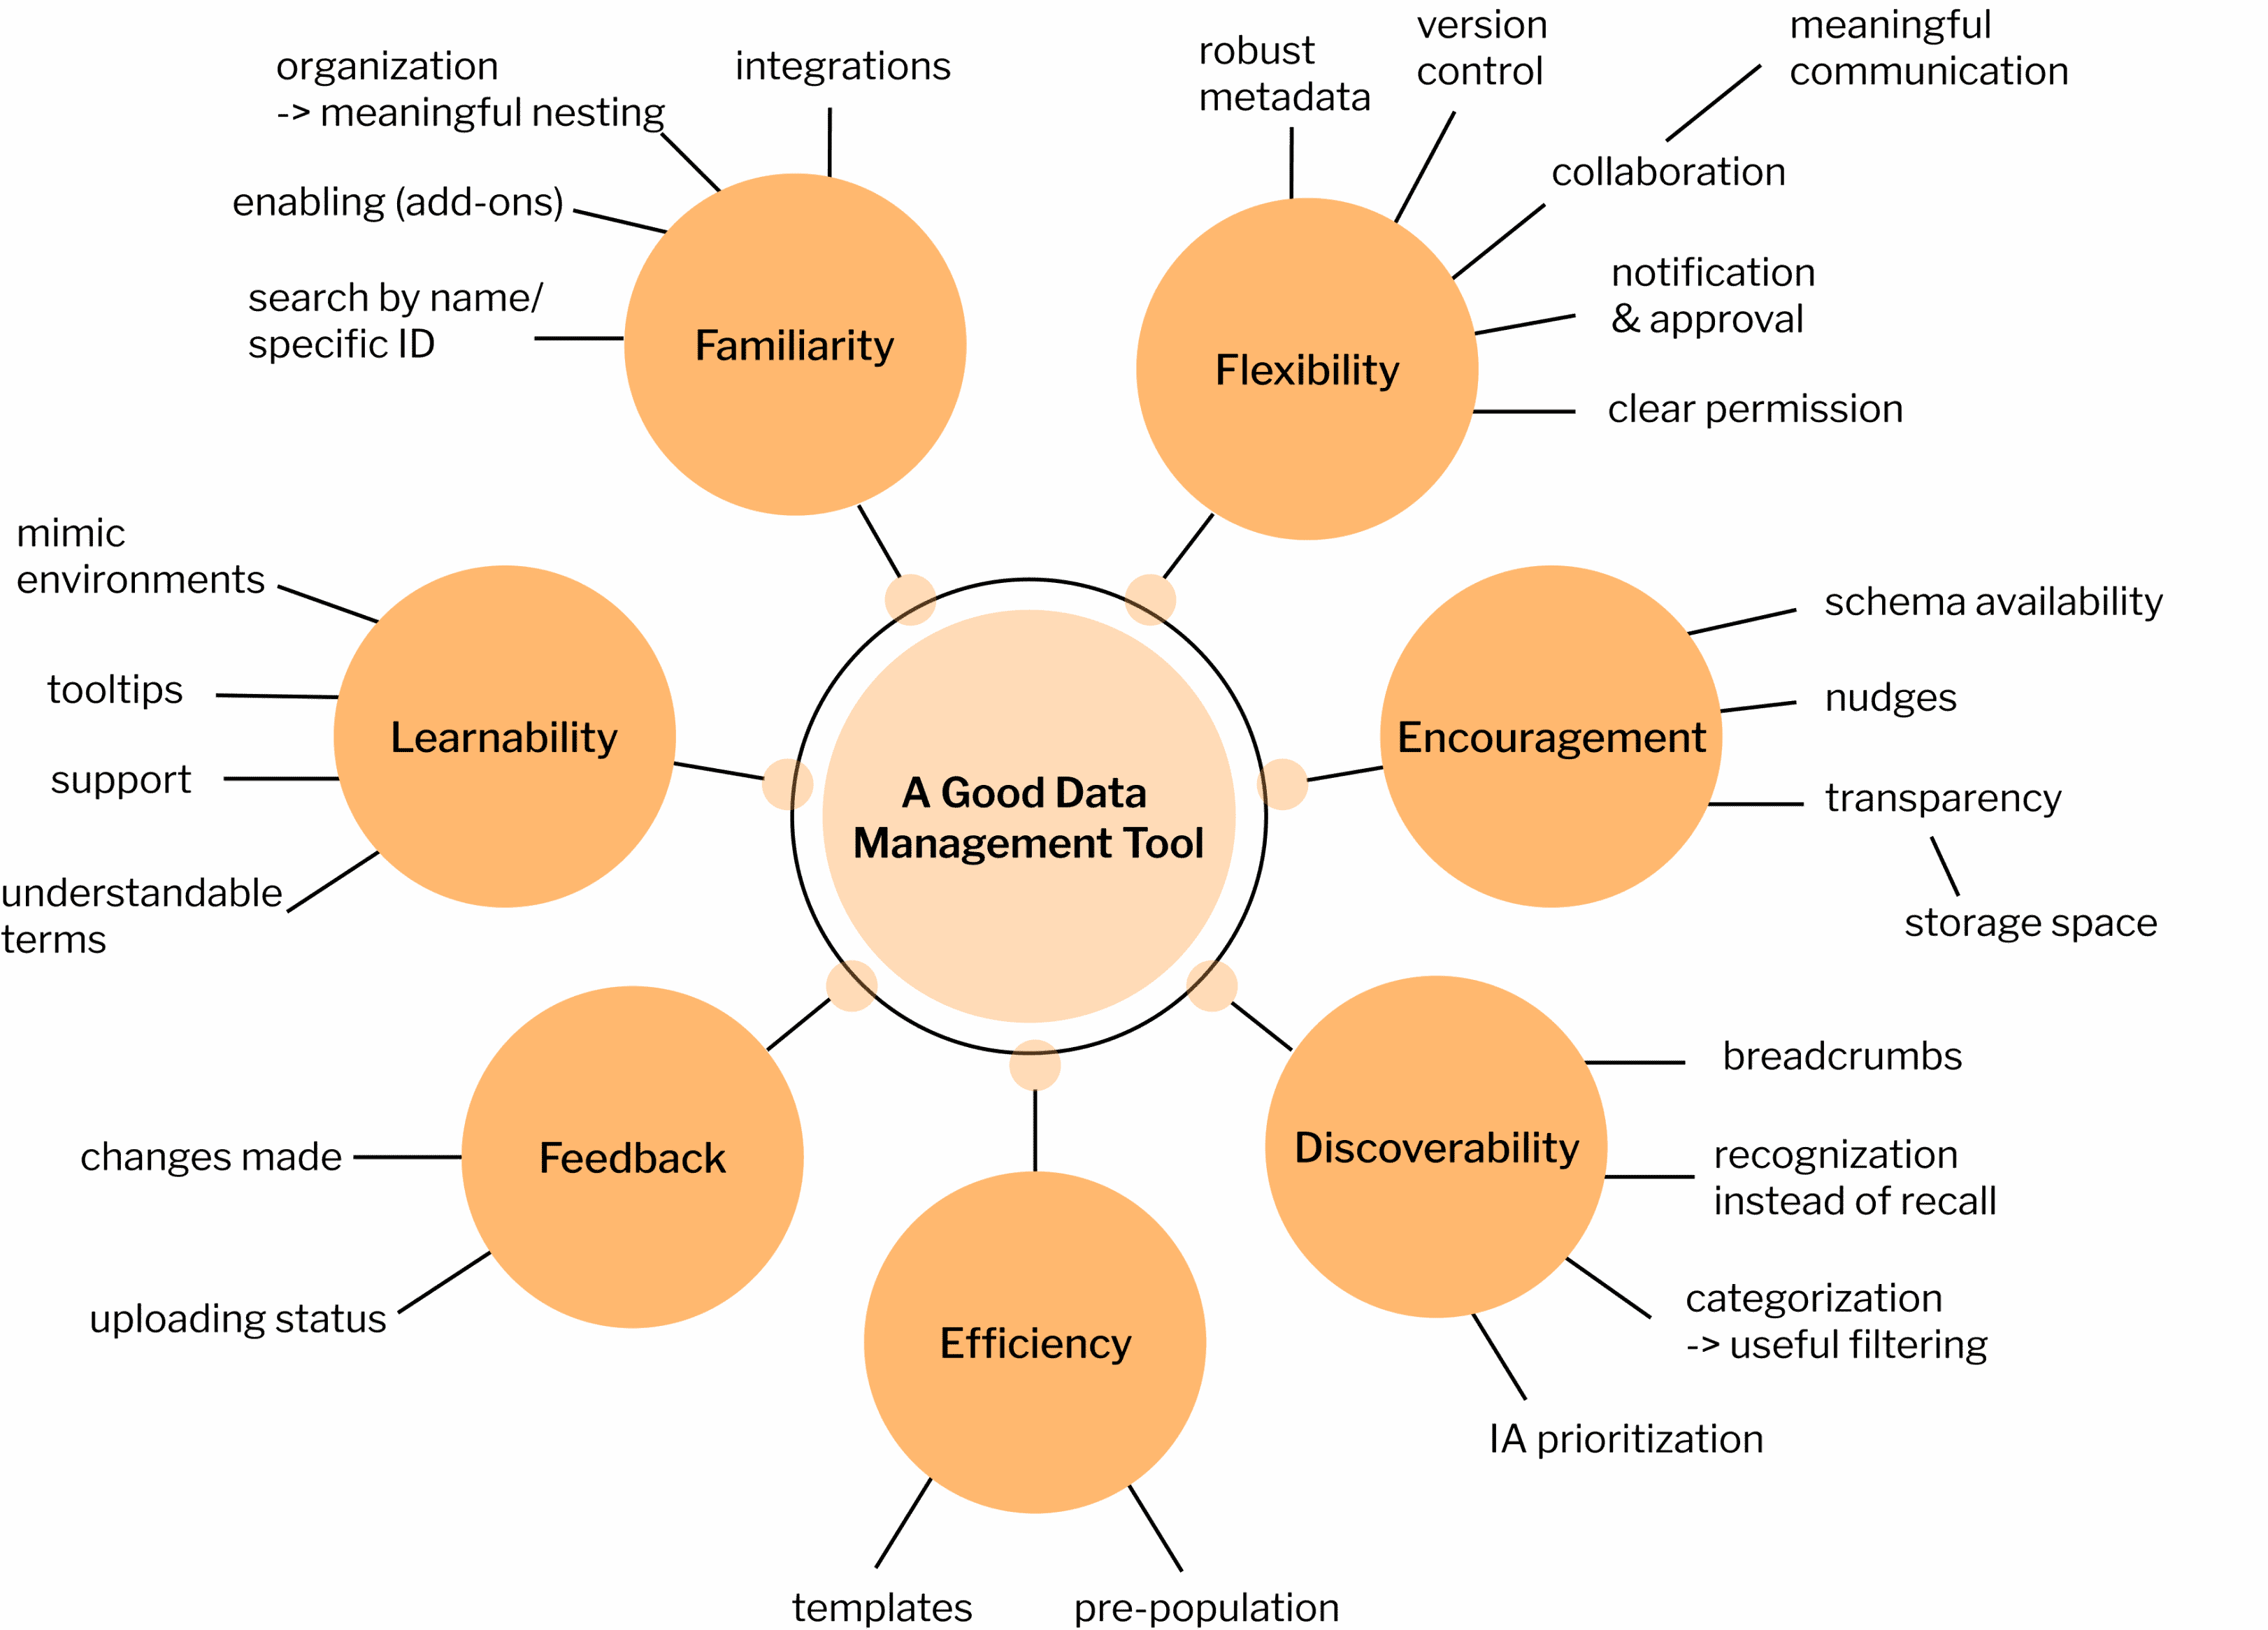 organization
-> meaningful nesting
integrations
enabling (add-ons)
search by name/
specific ID
Familiarity
robust
metadata
version
control
meaningful
communication
collaboration
notification
& approval
clear permission
Flexibility
mimic
environments
tooltips
support
understandable
terms
Learnability
A Good Data
Management Tool
Encouragement
schema availability
nudges
transparency
storage space
changes made
uploading status
Feedback
Efficiency
templates
pre-population
Discoverability
breadcrumbs
recognization
instead of recall
categorization
-> useful filtering
IA prioritization